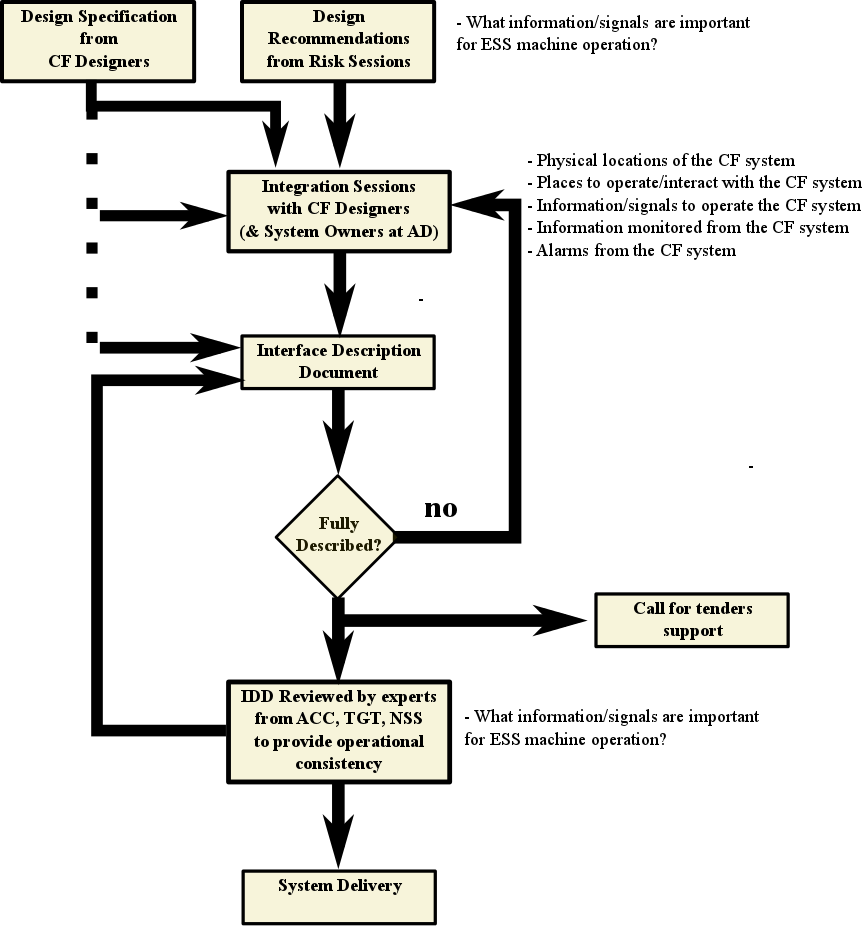 Design Specification
from
CF Designers
Design
Recommendations
from Risk Sessions
- What information/signals are important
for ESS machine operation?
- Physical locations of the CF system
- Places to operate/interact with the CF system
- Information/signals to operate the CF system
- Information monitored from the CF system
- Alarms from the CF system
Integration Sessions
with CF Designers
(& System Owners at AD)
-
Interface Description
Document
-
Fully
Described?
no
Call for tenders
support
IDD Reviewed by experts
from ACC, TGT, NSS
to provide operational
consistency
- What information/signals are important
for ESS machine operation?
System Delivery